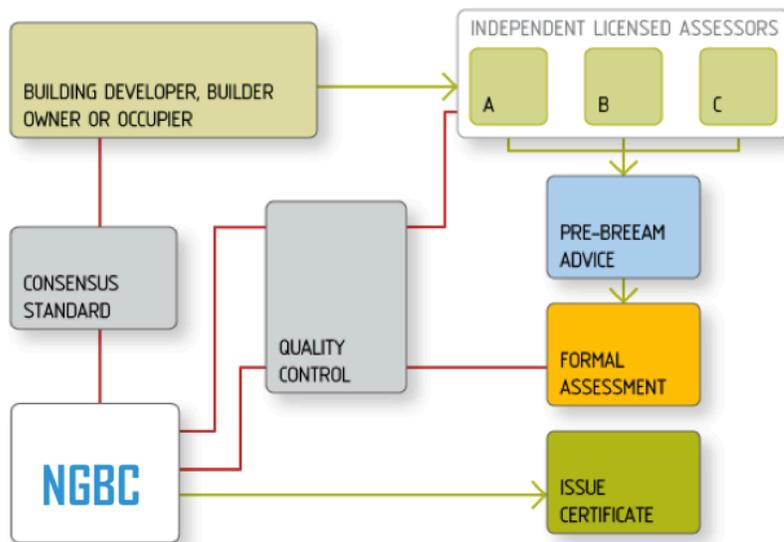 INDEPENDENT LICENSED ASSESSORS
BUILDING DEVELOPER, BUILDER
OWNER OR OCCUPIER
A
B
C
PRE-BREEAM
ADVICE
CONSENSUS
STANDARD
QUALITY
CONTROL
FORMAL
ASSESSMENT
NGBC
ISSUE
CERTIFICATE